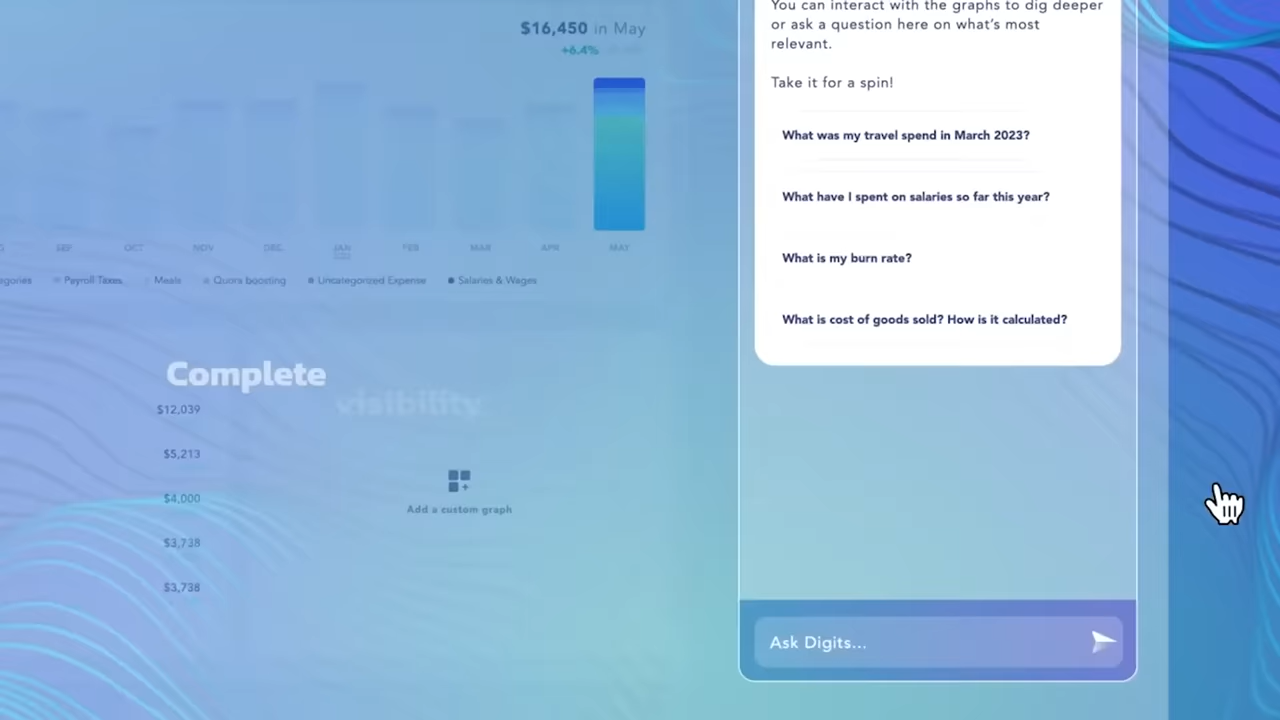 $16,450 in May
+6.4%
SEP OCT NOV DEC JAN FEB MAR APR MAY
Payroll Taxes Meals Quora boosting Uncategorized Expense Salaries & Wages
Complete
visibility
$12,039
$5,213
$4,000
$3,738
$3,738
Add a custom graph
You can interact with the graphs to dig deeper
or ask a question here on what's most
relevant.
Take it for a spin!
What was my travel spend in March 2023?
What have I spent on salaries so far this year?
What is my burn rate?
What is cost of goods sold? How is it calculated?
Ask Digits...